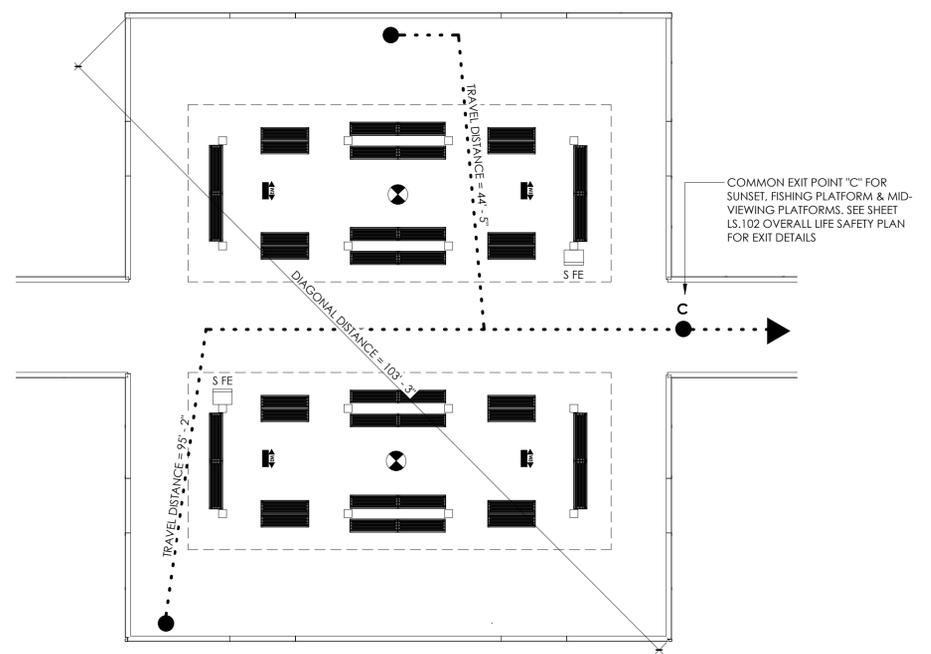 TRAVEL DISTANCE = 44' - 5"
COMMON EXIT POINT "C" FOR
SUNSET, FISHING PLATFORM & MID-
VIEWING PLATFORMS. SEE SHEET
LS.102 OVERALL LIFE SAFETY PLAN
FOR EXIT DETAILS
S FE
DIAGONAL DISTANCE = 103' - 3"
C
S FE
TRAVEL DISTANCE = 95' - 2"